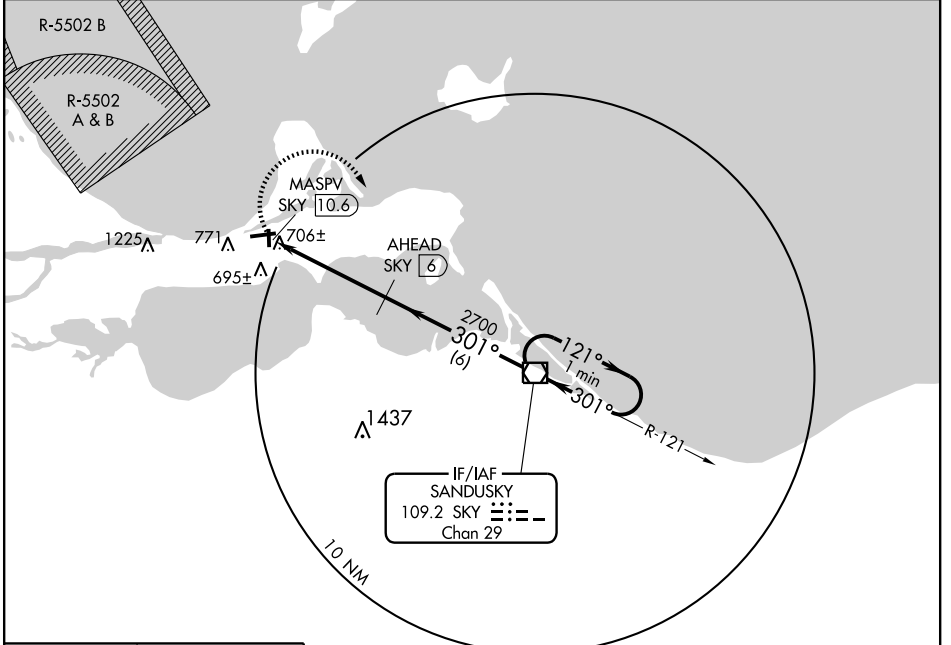 R-5502 B
R-5502
A & B
MASPV
SKY 10.6
1225
771
706±
695±
AHEAD
SKY 6
2700
301°
(6)
121°
1 min
301°
R-121
1437
IF/IAF
SANDUSKY
109.2 SKY
Chan 29
10 NM